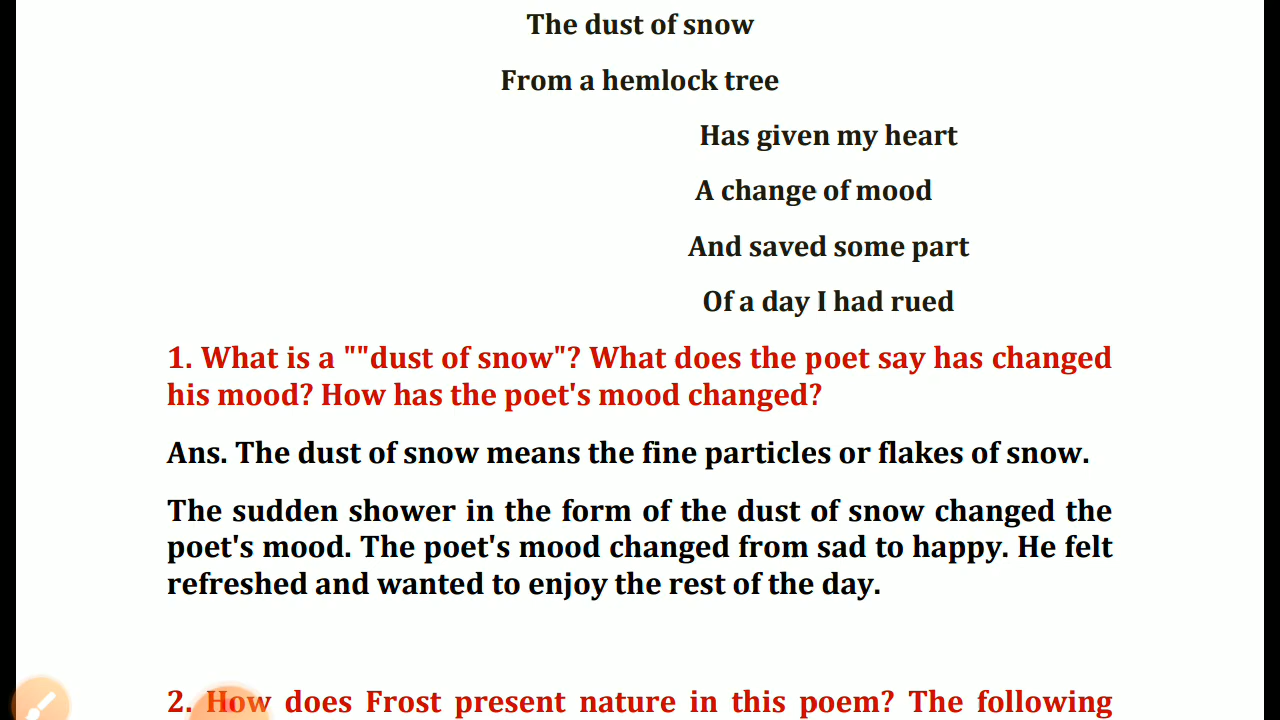 The dust of snow
From a hemlock tree
Has given my heart
A change of mood
And saved some part
Of a day I had rued
1. What is a ""dust of snow"? What does the poet say has changed
his mood? How has the poet's mood changed?
Ans. The dust of snow means the fine particles or flakes of snow.
The sudden shower in the form of the dust of snow changed the
poet's mood. The poet's mood changed from sad to happy. He felt
refreshed and wanted to enjoy the rest of the day.
2. How does Frost present nature in this poem? The following